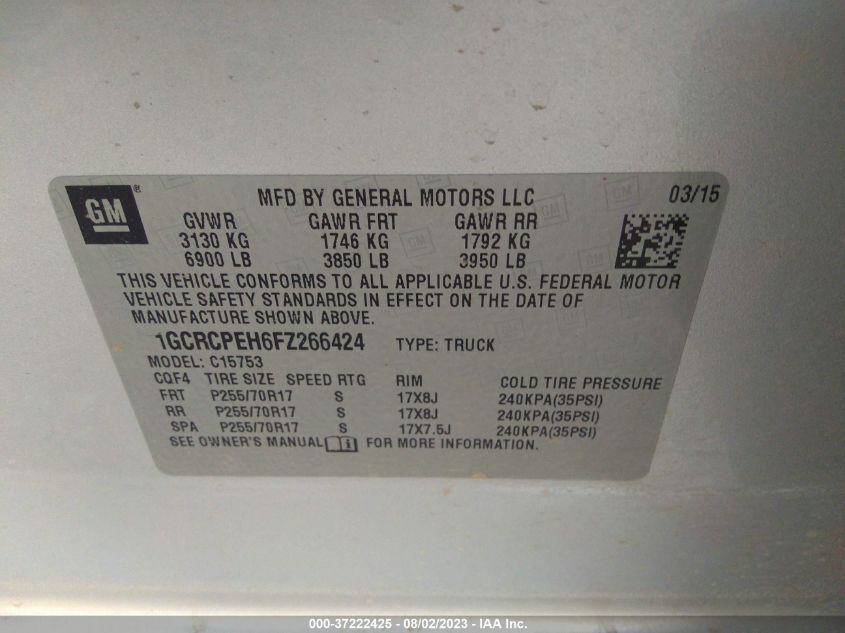 GM ®
MFD BY GENERAL MOTORS LLC 03/15
GVWR GAWR FRT GAWR RR
3130 KG 1746 KG 1792 KG
6900 LB 3850 LB 3950 LB
THIS VEHICLE CONFORMS TO ALL APPLICABLE U.S. FEDERAL MOTOR
VEHICLE SAFETY STANDARDS IN EFFECT ON THE DATE OF
MANUFACTURE SHOWN ABOVE.
1GCRCPEH6FZ266424 TYPE: TRUCK
MODEL: C15753
CQF4 TIRE SIZE SPEED RTG RIM COLD TIRE PRESSURE
FRT P255/70R17 S 17X8J 240KPA(35PSI)
RR P255/70R17 S 17X8J 240KPA(35PSI)
SPA P255/70R17 S 17X7.5J 240KPA(35PSI)
SEE OWNER'S MANUAL FOR MORE INFORMATION.
000-37222425 - 08/02/2023 - IAA Inc.